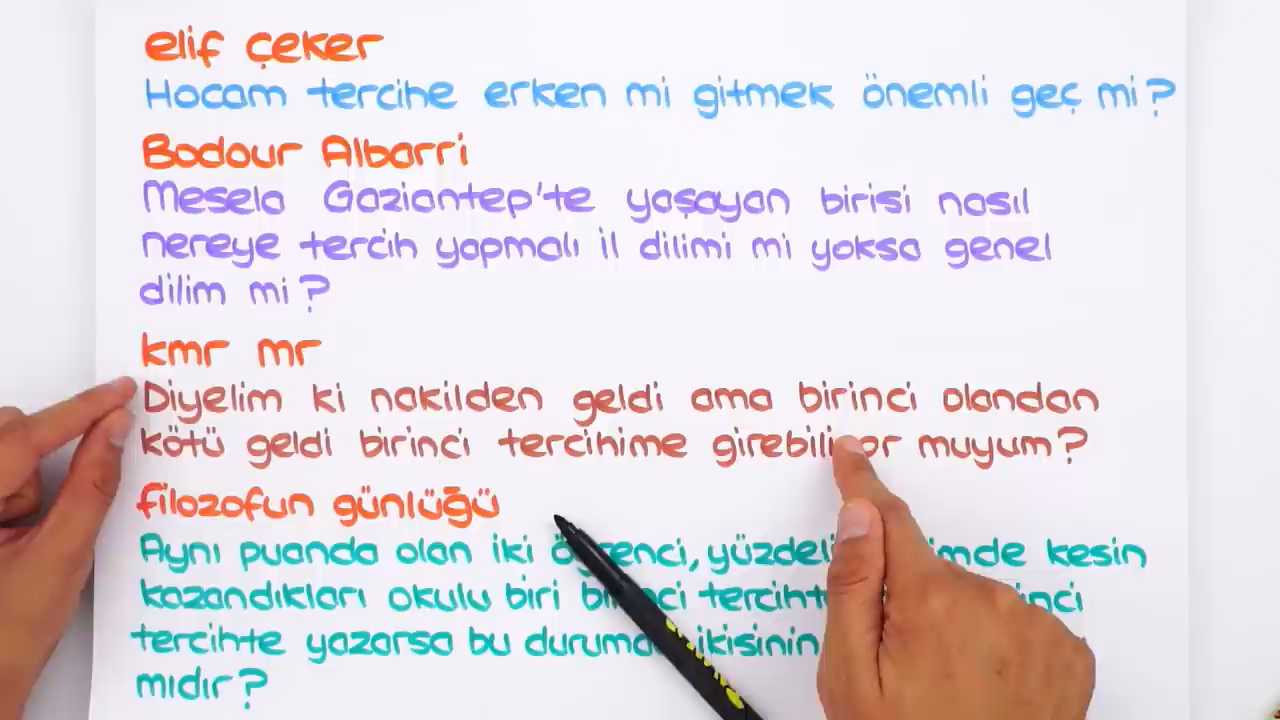 elif çeker
Hocam tercihe erken mi gitmek önemli geç mi?
Bodour Albarri
Mesela Gaziantep'te yaşayan birisi nasıl
nereye tercih yapmalı il dilimi mi yoksa genel
dilim mi?
kmr mr
Diyelim ki nakilden geldi ama birinci olandan
kötü geldi birinci tercihime girebiliyor muyum?
filozofun günlüğü
Aynı puanda olan iki öğrenci, kesin
kazandıkları okulu biri birinci
tercihte yazarsa bu ikisinin
mıdır?